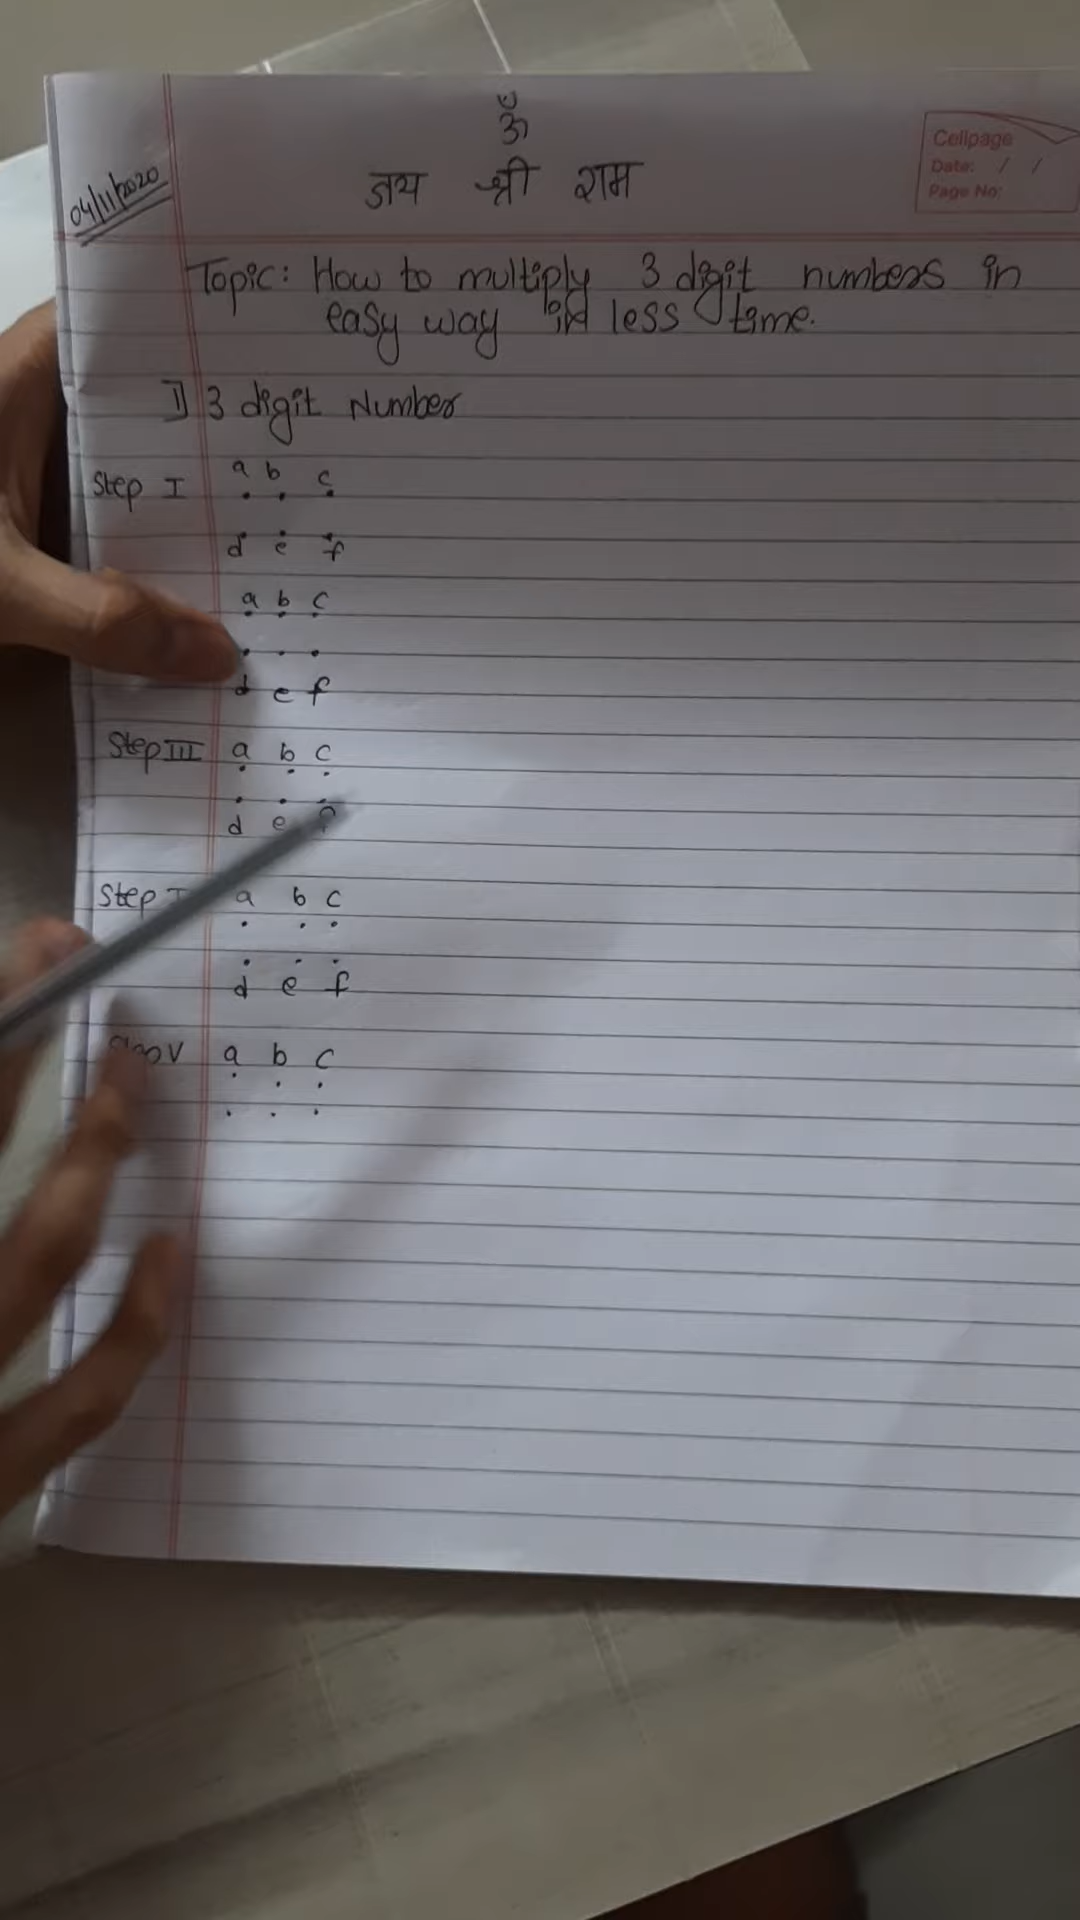 ॐ
जय श्री राम
04/11/2020
Cellpage
Date: / /
Page No:
Topic: How to multiply 3 digit numbers in
easy way in less time.
I] 3 digit Number
Step I a b c
d e f
a b c
d e f
Step III a b c
d e
Step a b c
d e f
V a b c